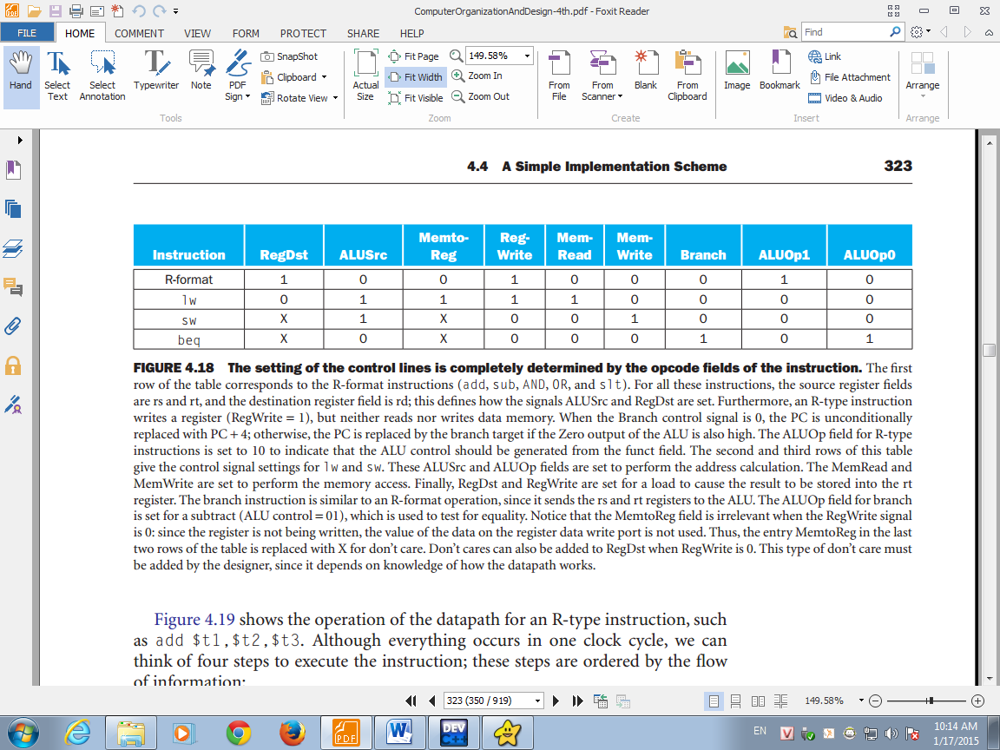 ComputerOrganizationAndDesign-4th.pdf - Foxit Reader
FILE HOME COMMENT VIEW FORM PROTECT SHARE HELP Find
Hand Select Text Select Annotation Typewriter Note PDF Sign SnapShot Clipboard Rotate View
Actual Size Fit Page Fit Width Fit Visible 149.58% Zoom In Zoom Out
From File From Scanner Blank From Clipboard Image Bookmark Link File Attachment Video & Audio Arrange
Tools Zoom Create Insert Arrange
4.4 A Simple Implementation Scheme 323
Instruction RegDst ALUSrc Memto-Reg Reg-Write Mem-Read Mem-Write Branch ALUOp1 ALUOp0
R-format 1 0 0 1 0 0 0 1 0
lw 0 1 1 1 1 0 0 0 0
sw X 1 X 0 0 1 0 0 0
beq X 0 X 0 0 0 1 0 1
FIGURE 4.18 The setting of the control lines is completely determined by the opcode fields of the instruction. The first
row of the table corresponds to the R-format instructions (add, sub, AND, OR, and slt). For all these instructions, the source register fields
are rs and rt, and the destination register field is rd; this defines how the signals ALUSrc and RegDst are set. Furthermore, an R-type instruction
writes a register (RegWrite = 1), but neither reads nor writes data memory. When the Branch control signal is 0, the PC is unconditionally
replaced with PC + 4; otherwise, the PC is replaced by the branch target if the Zero output of the ALU is also high. The ALUOp field for R-type
instructions is set to 10 to indicate that the ALU control should be generated from the funct field. The second and third rows of this table
give the control signal settings for lw and sw. These ALUSrc and ALUOp fields are set to perform the address calculation. The MemRead and
MemWrite are set to perform the memory access. Finally, RegDst and RegWrite are set for a load to cause the result to be stored into the rt
register. The branch instruction is similar to an R-format operation, since it sends the rs and rt registers to the ALU. The ALUOp field for branch
is set for a subtract (ALU control = 01), which is used to test for equality. Notice that the MemtoReg field is irrelevant when the RegWrite signal
is 0: since the register is not being written, the value of the data on the register data write port is not used. Thus, the entry MemtoReg in the last
two rows of the table is replaced with X for don't care. Don't cares can also be added to RegDst when RegWrite is 0. This type of don't care must
be added by the designer, since it depends on knowledge of how the datapath works.
Figure 4.19 shows the operation of the datapath for an R-type instruction, such
as add $t1,$t2,$t3. Although everything occurs in one clock cycle, we can
think of four steps to execute the instruction; these steps are ordered by the flow
of information:
323 (350 / 919) 149.58%
PDF W DEV C++ EN 10:14 AM
1/17/2015